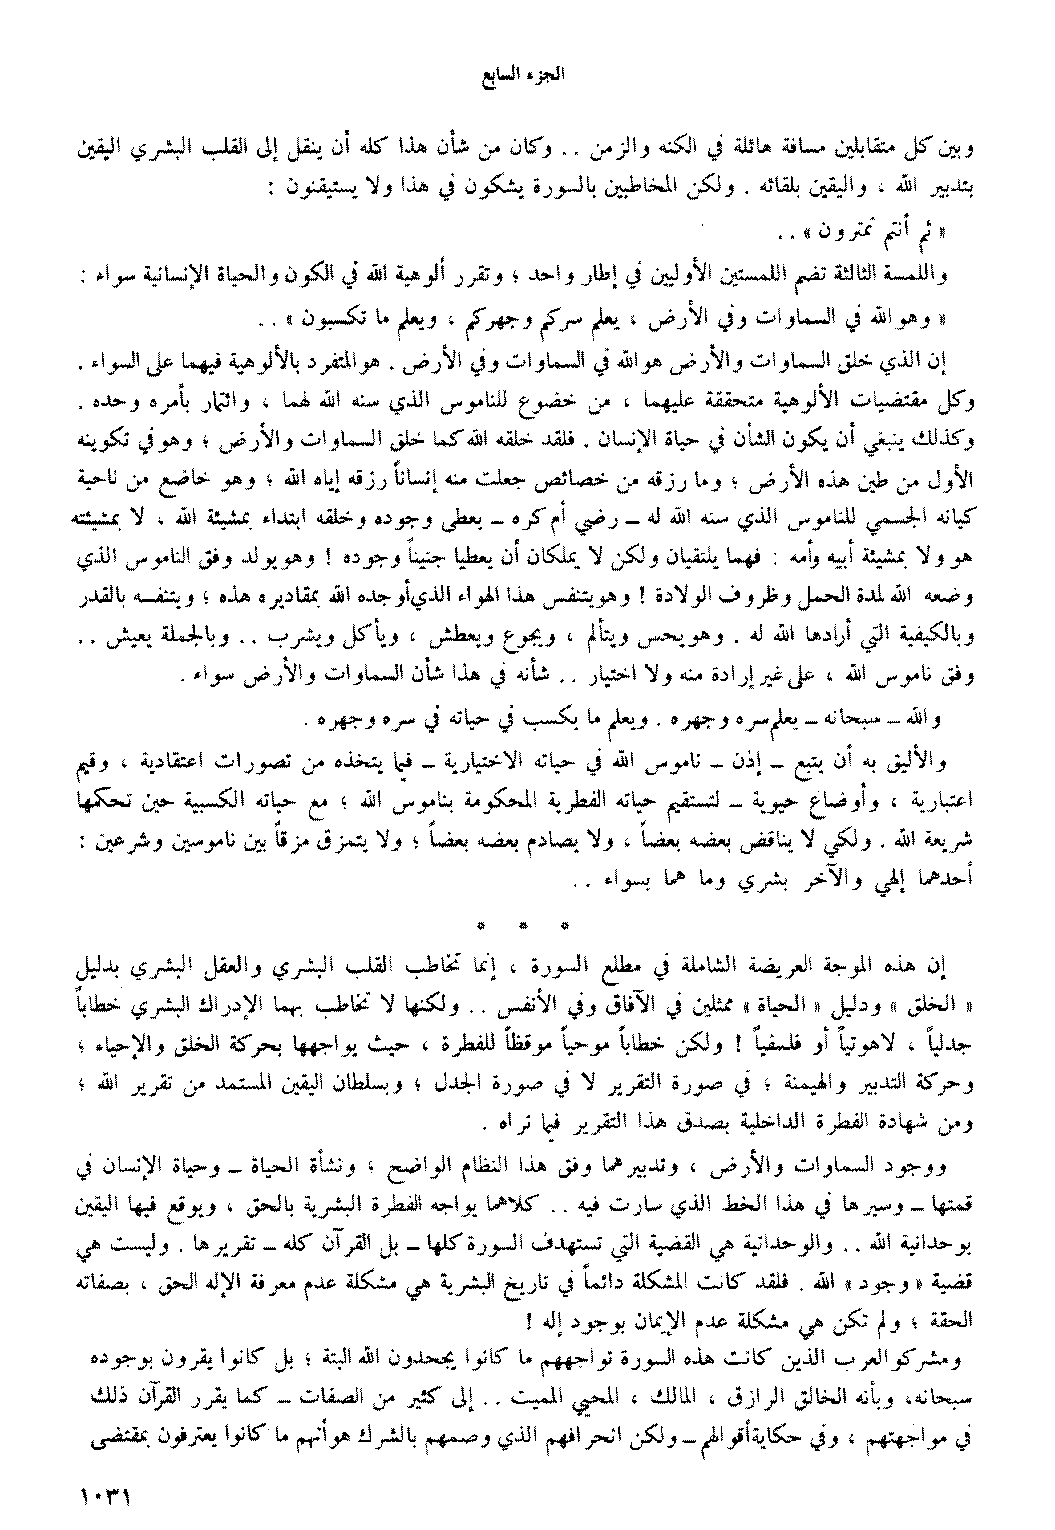 الجزء السابع
وبين كل متقابلين مسافة هائلة في الكنه والزمن .. وكان من شأن هذا كله أن ينقل إلى القلب البشري اليقين
بتدبير الله ، واليقين بلقائه . ولكن المخاطبين بالسورة يشكون في هذا ولا يستيقنون :
« ثم أنتم تمترون » ..
واللمسة الثالثة تضم اللمستين الأوليين في إطار واحد ؛ وتقرر ألوهية الله في الكون والحياة الإنسانية سواء :
« وهو الله في السماوات وفي الأرض ، يعلم سركم وجهركم ، ويعلم ما تكسبون » ..
إن الذي خلق السماوات والأرض هو الله في السماوات وفي الأرض . هو المتفرد بالألوهية فيهما على السواء .
وكل مقتضيات الألوهية متحققة عليهما ، من خضوع للناموس الذي سنه الله لهما ، وائتمار بأمره وحده .
وكذلك ينبغي أن يكون الشأن في حياة الإنسان . فلقد خلقه الله كما خلق السماوات والأرض ؛ وهو في تكوينه
الأول من طين هذه الأرض ؛ وما رزقه من خصائص جعلت منه إنساناً رزقه إياه الله ؛ وهو خاضع من ناحية
كيانه الجسمي للناموس الذي سنه الله له ــ رضي أم كره ــ يعطى وجوده وخلقه ابتداء بمشيئة الله ، لا بمشيئته
هو ولا بمشيئة أبيه وأمه : فهما يلتقيان ولكن لا يملكان أن يعطيا جنيناً وجوده ! وهو يولد وفق الناموس الذي
وضعه الله لمدة الحمل وظروف الولادة ! وهو يتنفس هذا الهواء الذي أوجده الله بمقاديره هذه ؛ ويتنفسه بالقدر
وبالكيفية التي أرادها الله له . وهو يحس ويتألم ، ويجوع ويعطش ، ويأكل ويشرب .. وبالجملة يعيش ..
وفق ناموس الله ، على غير إرادة منه ولا اختيار .. شأنه في هذا شأن السماوات والأرض سواء .
والله ــ سبحانه ــ يعلم سره وجهره . ويعلم ما يكسب في حياته في سره وجهره .
والأليق به أن يتبع ــ إذن ــ ناموس الله في حياته الاختيارية ــ فيما يتخذه من تصورات اعتقادية ، وقيم
اعتبارية ، وأوضاع حيوية ــ لتستقيم حياته الفطرية المحكومة بناموس الله ؛ مع حياته الكسبية حين تحكمها
شريعة الله . ولكي لا يناقض بعضه بعضاً ، ولا يصادم بعضه بعضاً ؛ ولا يتمزق مزقاً بين ناموسين وشرعين :
أحدهما إلهي والآخر بشري وما هما بسواء ..
* * *
إن هذه الموجة العريضة الشاملة في مطلع السورة ، إنما تخاطب القلب البشري والعقل البشري بدليل
« الخلق » ودليل « الحياة » ممثلين في الآفاق وفي الأنفس .. ولكنها لا تخاطب بهما الإدراك البشري خطاباً
جدلياً ، لاهوتياً أو فلسفياً ! ولكن خطاباً موحياً موقظاً للفطرة ، حيث يواجهها بحركة الخلق والإحياء ؛
وحركة التدبير والهيمنة ؛ في صورة التقرير لا في صورة الجدل ؛ وبسلطان اليقين المستمد من تقرير الله ؛
ومن شهادة الفطرة الداخلية بصدق هذا التقرير فيما تراه .
ووجود السماوات والأرض ، وتدبيرهما وفق هذا النظام الواضح ؛ ونشأة الحياة ــ وحياة الإنسان في
قمتها ــ وسيرها في هذا الخط الذي سارت فيه .. كلاهما يواجه الفطرة البشرية بالحق ، ويوقع فيها اليقين
بوحدانية الله .. والوحدانية هي القضية التي تستهدف السورة كلها ــ بل القرآن كله ــ تقريرها . وليست هي
قضية « وجود » الله . فلقد كانت المشكلة دائماً في تاريخ البشرية هي مشكلة عدم معرفة الإله الحق ، بصفاته
الحقة ؛ ولم تكن هي مشكلة عدم الإيمان بوجود إله !
ومشركو العرب الذين كانت هذه السورة تواجههم ما كانوا يجحدون الله البتة ؛ بل كانوا يقرون بوجوده
سبحانه، وبأنه الخالق الرازق ، المالك ، المحيي المميت .. إلى كثير من الصفات ــ كما يقرر القرآن ذلك
في مواجهتهم ، وفي حكاية أقوالهم ــ ولكن انحرافهم الذي وصمهم بالشرك هو أنهم ما كانوا يعترفون بمقتضى
١٠٣١